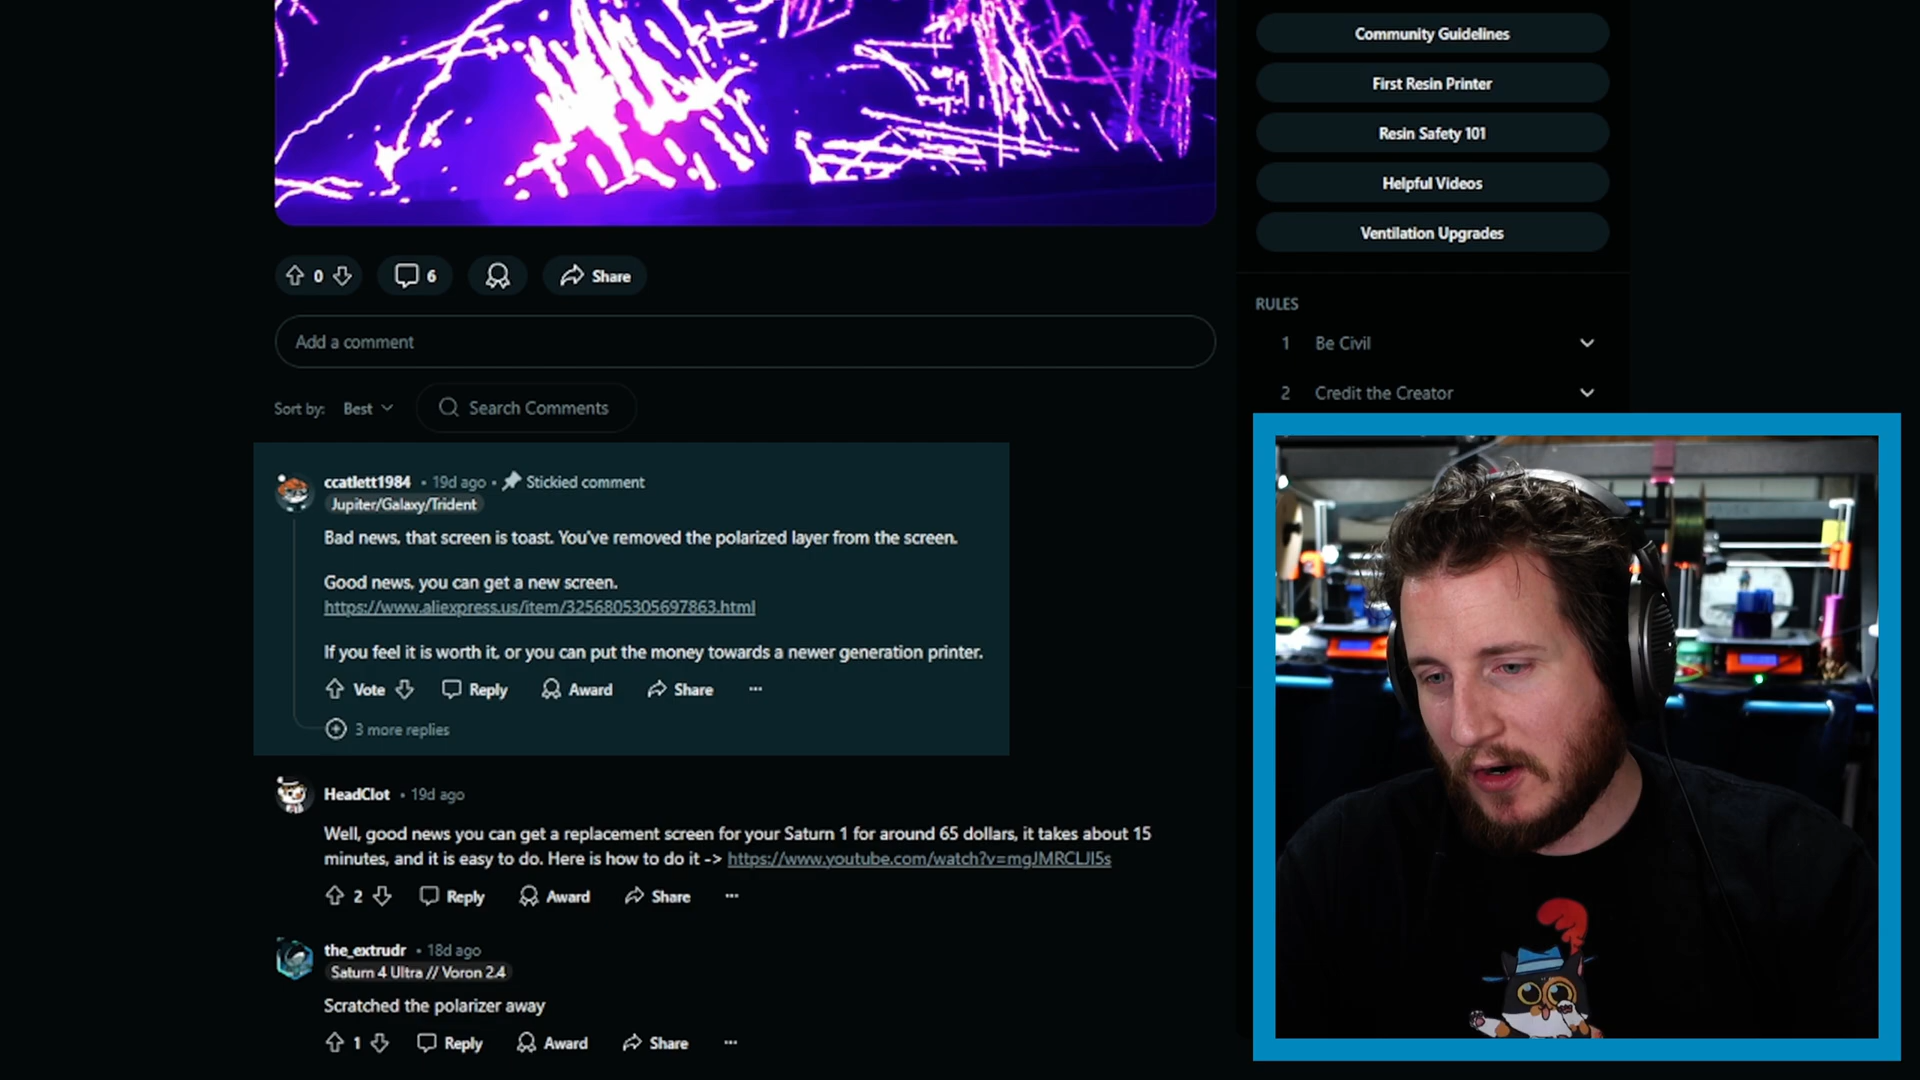 Community Guidelines
First Resin Printer
Resin Safety 101
Helpful Videos
Ventilation Upgrades
0
6
Share
Add a comment
RULES
1 Be Civil
2 Credit the Creator
Sort by: Best
Search Comments
ccatlett1984 • 19d ago • Stickied comment
Jupiter/Galaxy/Trident
Bad news, that screen is toast. You've removed the polarized layer from the screen.
Good news, you can get a new screen.
https://www.aliexpress.us/item/3256805305697863.html
If you feel it is worth it, or you can put the money towards a newer generation printer.
Vote Reply Award Share ...
3 more replies
HeadClot • 19d ago
Well, good news you can get a replacement screen for your Saturn 1 for around 65 dollars, it takes about 15
minutes, and it is easy to do. Here is how to do it -> https://www.youtube.com/watch?v=mgJMRCLJI5s
2 Reply Award Share ...
the_extrudr • 18d ago
Saturn 4 Ultra // Voron 2.4
Scratched the polarizer away
1 Reply Award Share ...